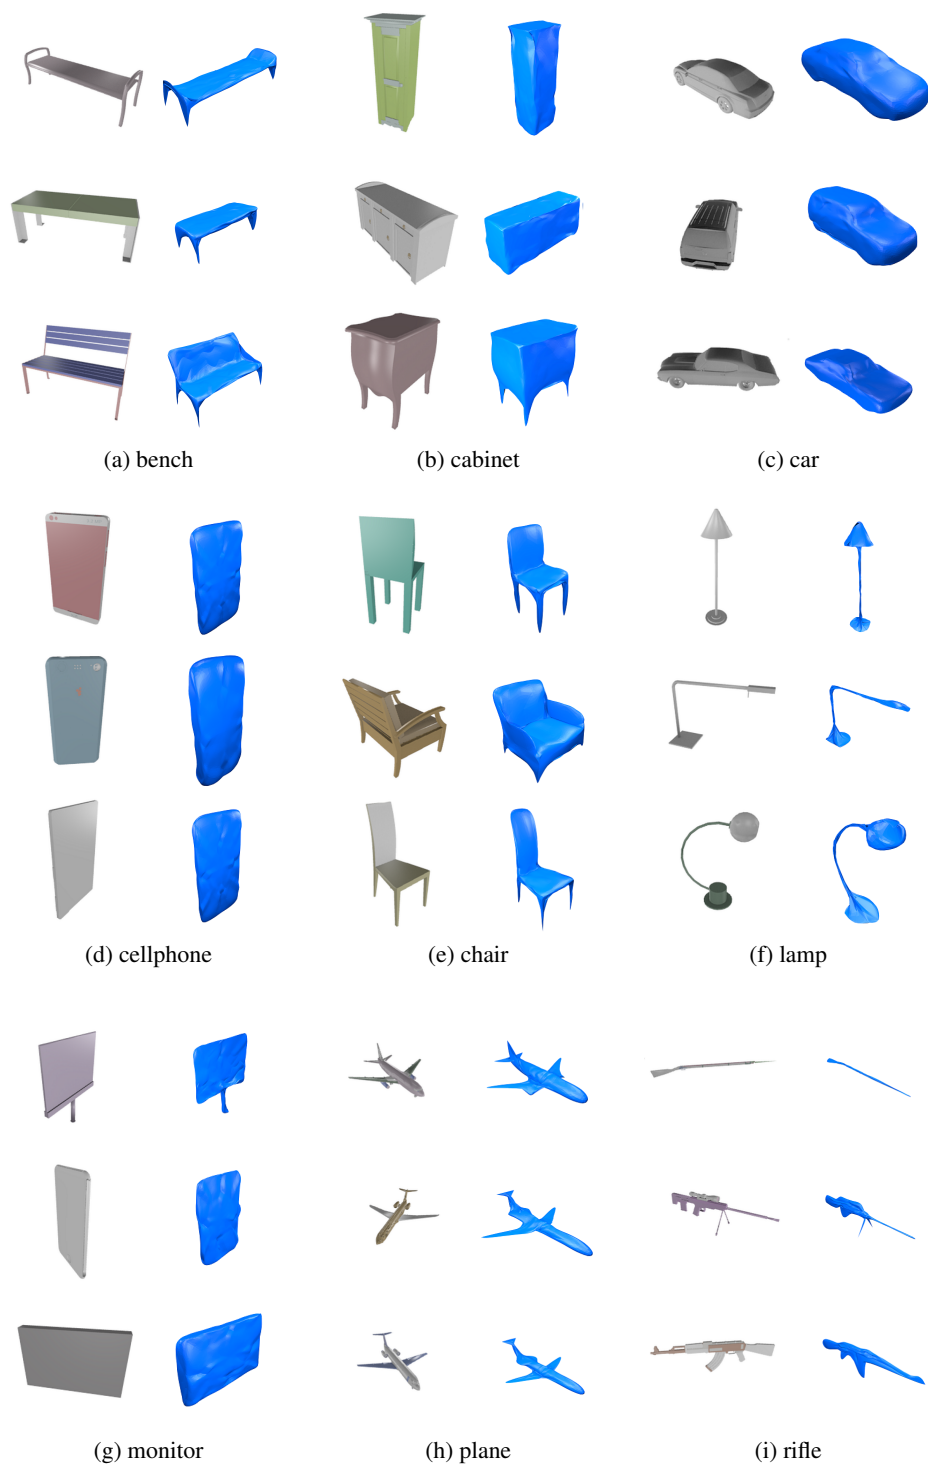 (a) bench
(b) cabinet
(c) car
(d) cellphone
(e) chair
(f) lamp
(g) monitor
(h) plane
(i) rifle